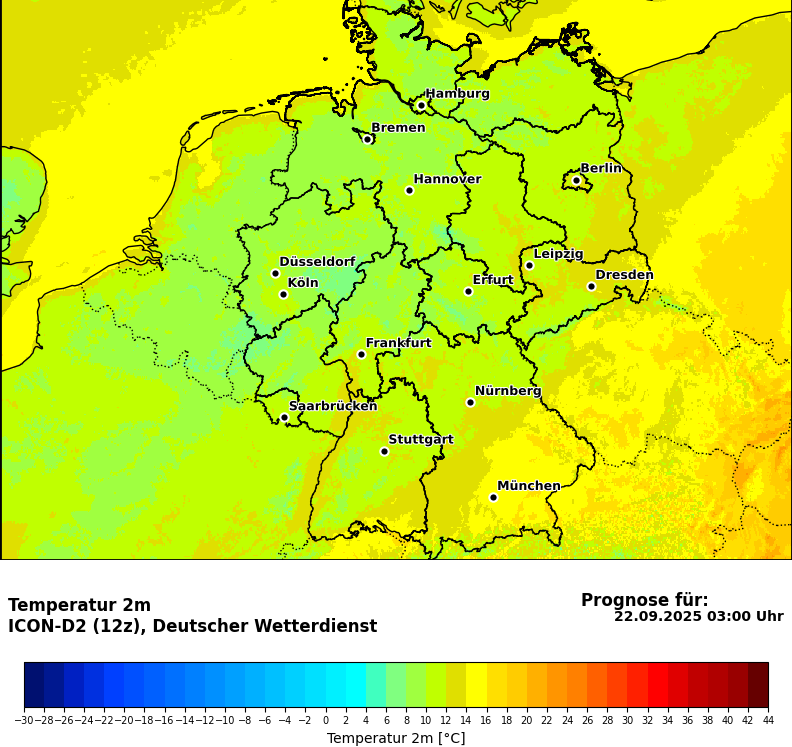 Hamburg
Bremen
Berlin
Hannover
Düsseldorf
Leipzig
Köln
Erfurt
Dresden
Frankfurt
Nürnberg
Saarbrücken
Stuttgart
München
Temperatur 2m
ICON-D2 (12z), Deutscher Wetterdienst
Prognose für:
22.09.2025 03:00 Uhr
−30 −28 −26 −24 −22 −20 −18 −16 −14 −12 −10 −8 −6 −4 −2 0 2 4 6 8 10 12 14 16 18 20 22 24 26 28 30 32 34 36 38 40 42 44
Temperatur 2m [°C]